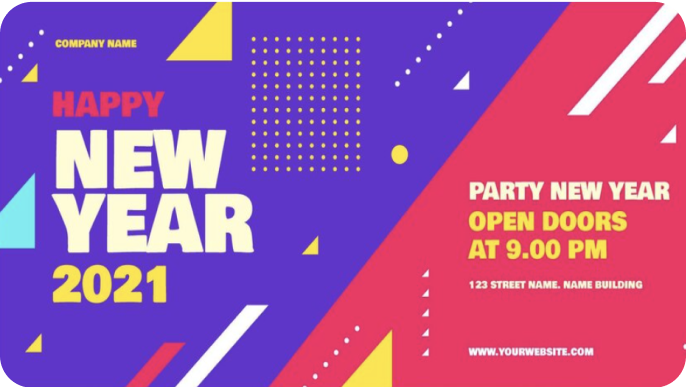 COMPANY NAME
HAPPY
NEW
YEAR
2021
PARTY NEW YEAR
OPEN DOORS
AT 9.00 PM
123 STREET NAME. NAME BUILDING
WWW.YOURWEBSITE.COM